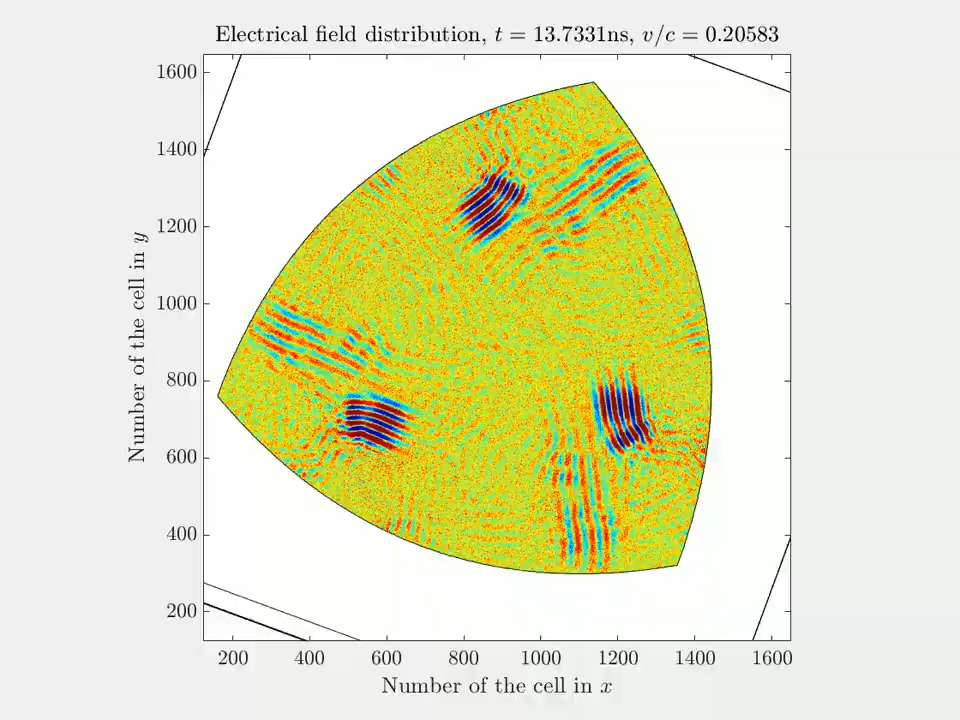 Electrical field distribution, t = 13.7331ns, v/c = 0.20583
Number of the cell in y
1600
1400
1200
1000
800
600
400
200
200 400 600 800 1000 1200 1400 1600
Number of the cell in x